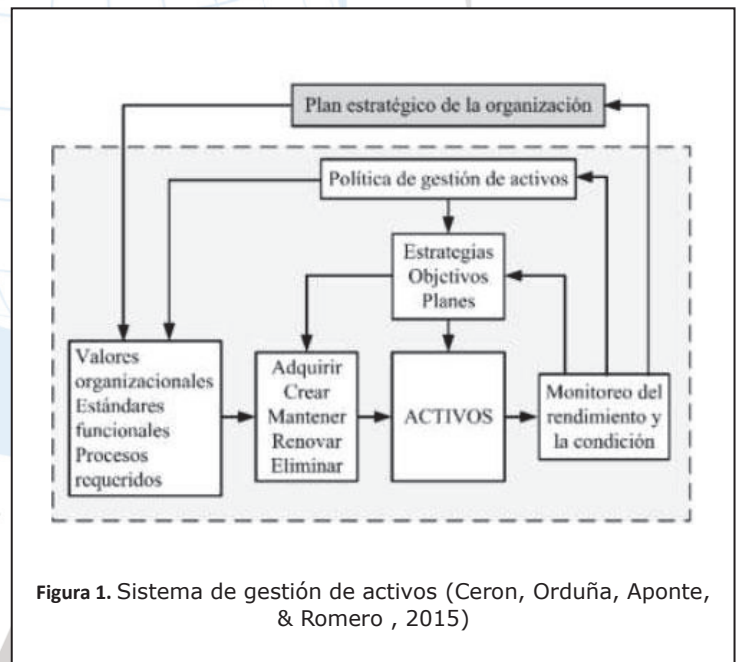 Plan estratégico de la organización
Política de gestión de activos
Estrategias
Objetivos
Planes
Valores
organizacionales
Estándares
funcionales
Procesos
requeridos
Adquirir
Crear
Mantener
Renovar
Eliminar
ACTIVOS
Monitoreo del
rendimiento y
la condición
Figura 1. Sistema de gestión de activos (Ceron, Orduña, Aponte,
& Romero , 2015)